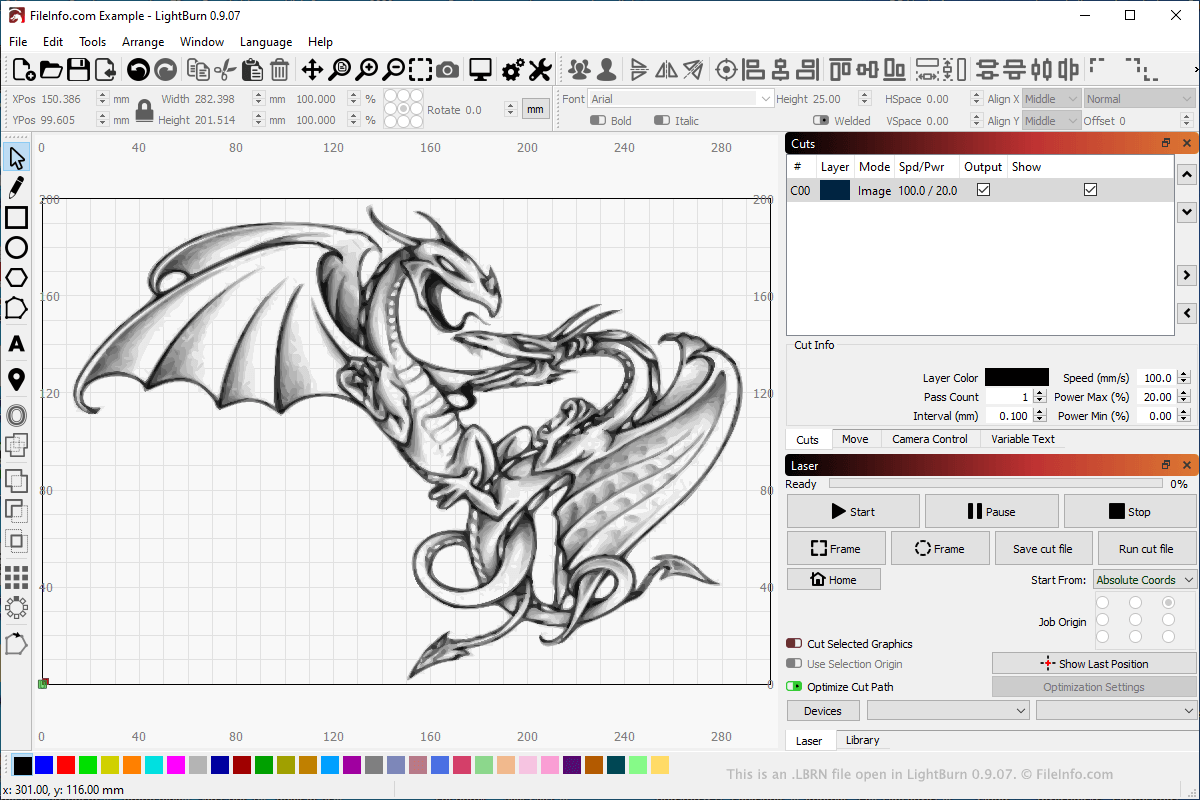 FileInfo.com Example - LightBurn 0.9.07
File Edit Tools Arrange Window Language Help
XPos 150.386 mm Width 282.398 mm 100.000 % Rotate 0.0 mm Font Arial Height 25.00 HSpace 0.00 Align X Middle Normal
YPos 99.605 mm Height 201.514 mm 100.000 % Bold Italic Welded VSpace 0.00 Align Y Middle Offset 0
0 40 80 120 160 200 240 280
200 200
160 160
120 120
80 80
40 40
0
0 40 80 120 160 200 240 280
Cuts
# Layer Mode Spd/Pwr Output Show
C00 Image 100.0 / 20.0
Cut Info
Layer Color Speed (mm/s) 100.0
Pass Count 1 Power Max (%) 20.00
Interval (mm) 0.100 Power Min (%) 0.00
Cuts Move Camera Control Variable Text
Laser
Ready 0%
Start Pause Stop
Frame Frame Save cut file Run cut file
Home Start From: Absolute Coords
Job Origin
Cut Selected Graphics
Use Selection Origin Show Last Position
Optimize Cut Path Optimization Settings
Devices
Laser Library
This is an .LBRN file open in LightBurn 0.9.07. © FileInfo.com
x: 301.00, y: 116.00 mm